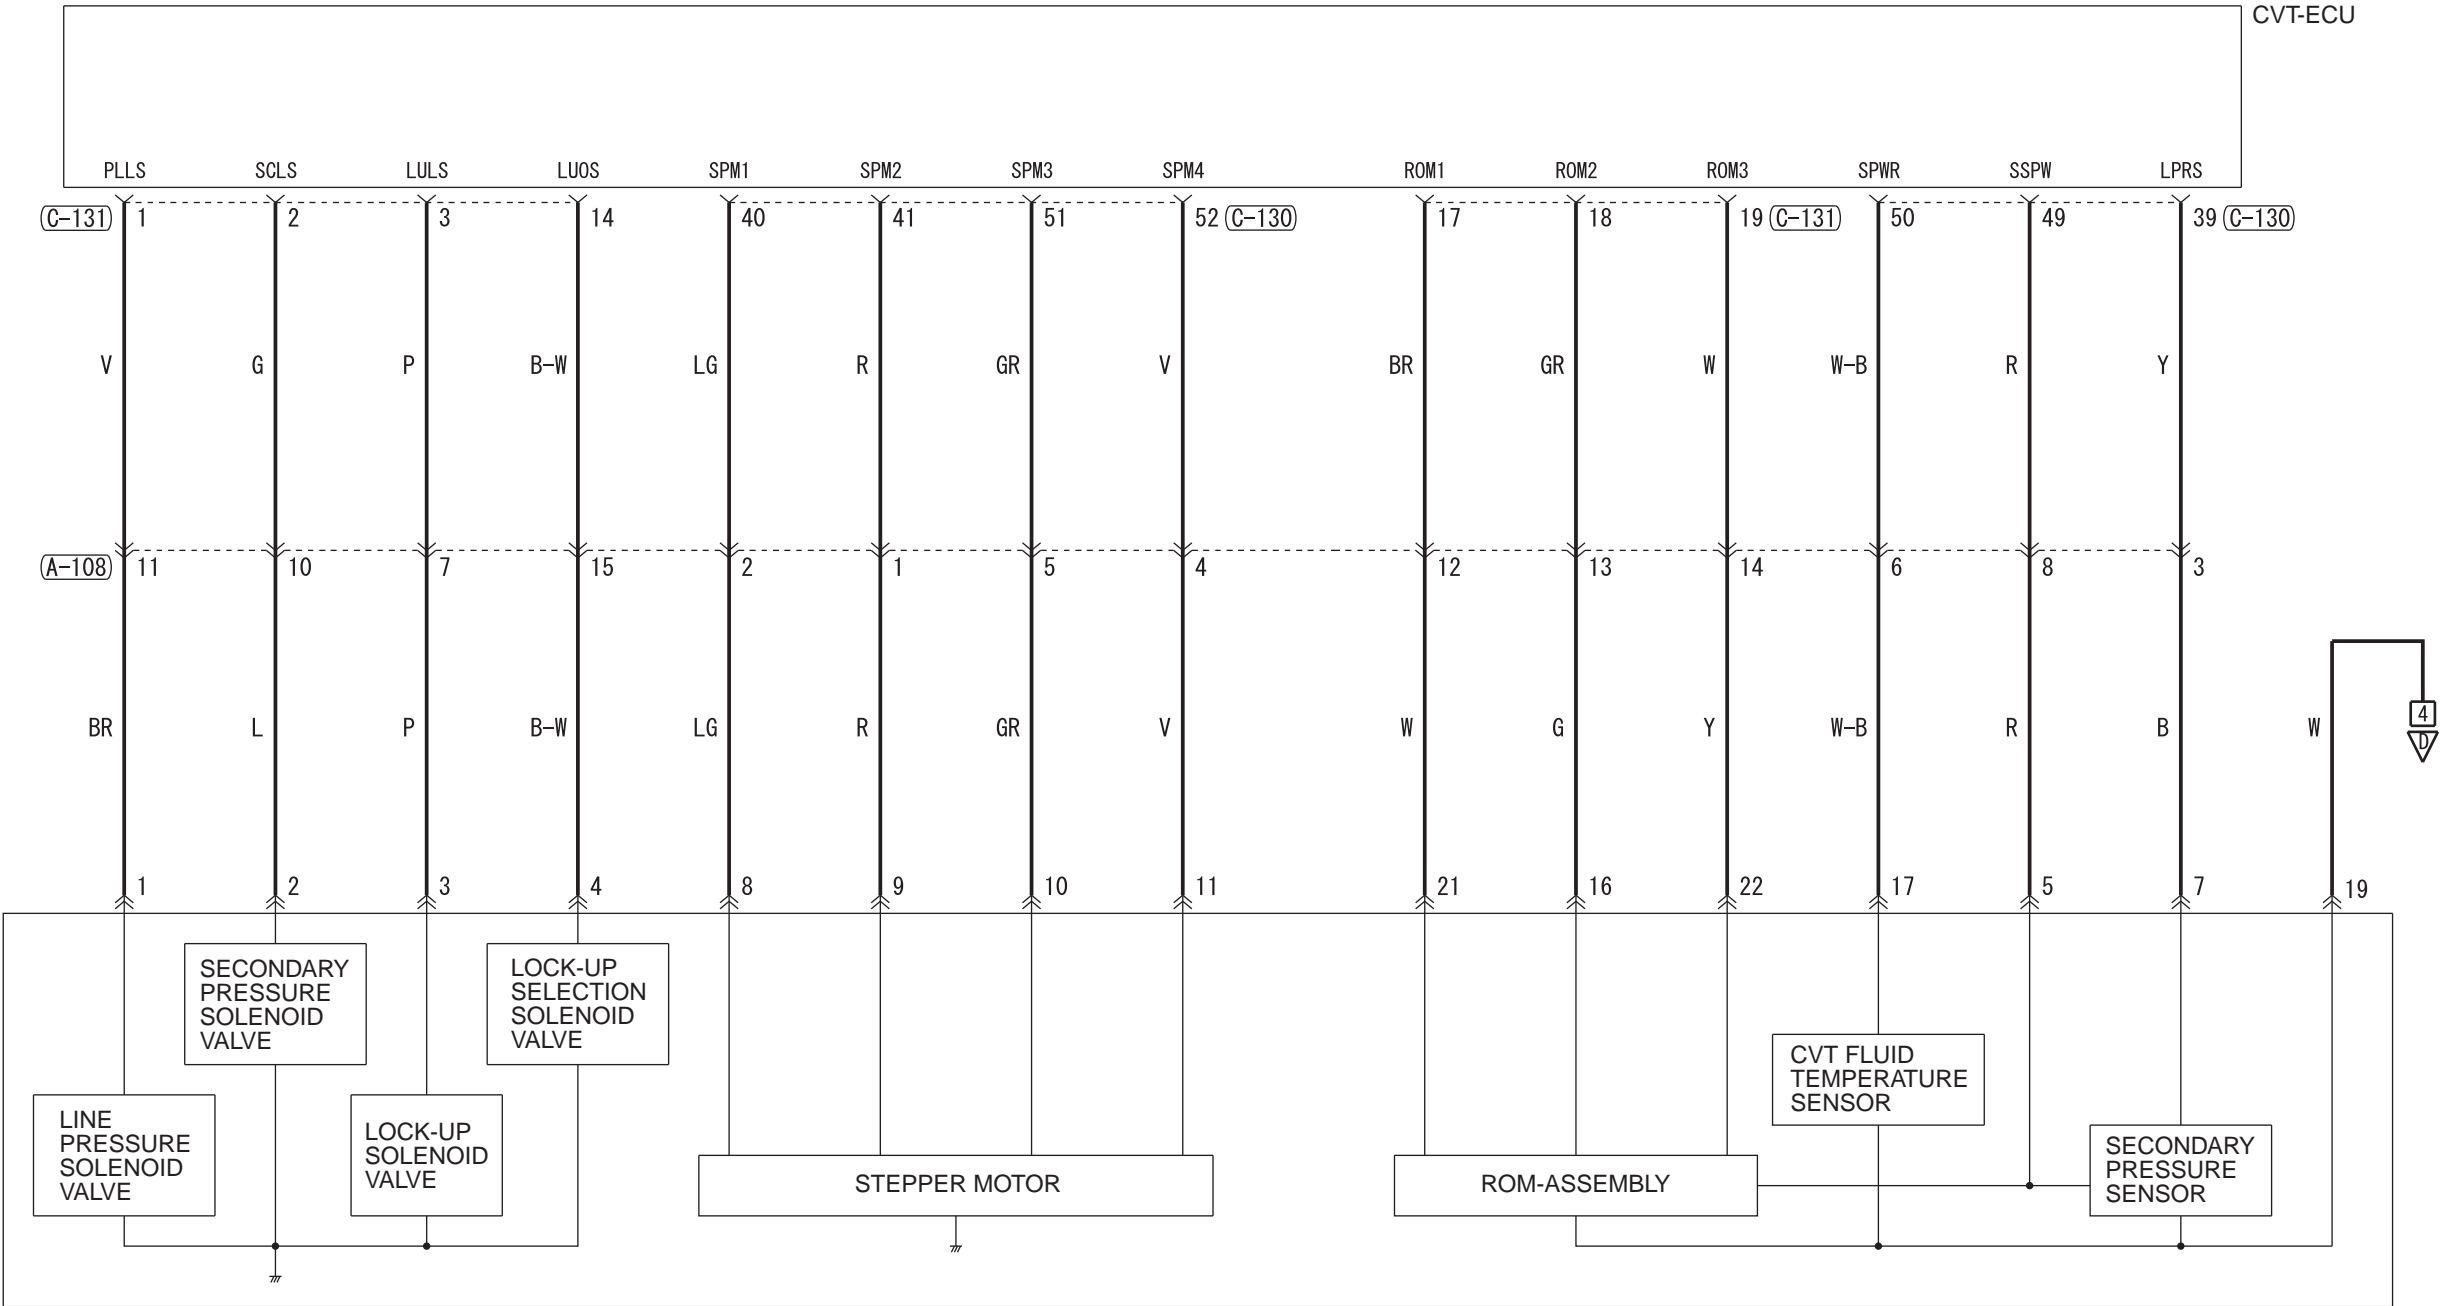 CVT-ECU
PLLS SCLS LULS LUOS SPM1 SPM2 SPM3 SPM4 ROM1 ROM2 ROM3 SPWR SSPW LPRS
(C-131) 1 2 3 14 40 41 51 52 (C-130) 17 18 19 (C-131) 50 49 39 (C-130)
V G P B-W LG R GR V BR GR W W-B R Y
(A-108) 11 10 7 15 2 1 5 4 12 13 14 6 8 3
4
BR L P B-W LG R GR V W G Y W-B R B W
D
1 2 3 4 8 9 10 11 21 16 22 17 5 7 19
SECONDARY
PRESSURE
SOLENOID
VALVE
LOCK-UP
SELECTION
SOLENOID
VALVE
CVT FLUID
TEMPERATURE
SENSOR
LINE
PRESSURE
SOLENOID
VALVE
LOCK-UP
SOLENOID
VALVE
STEPPER MOTOR
ROM-ASSEMBLY
SECONDARY
PRESSURE
SENSOR